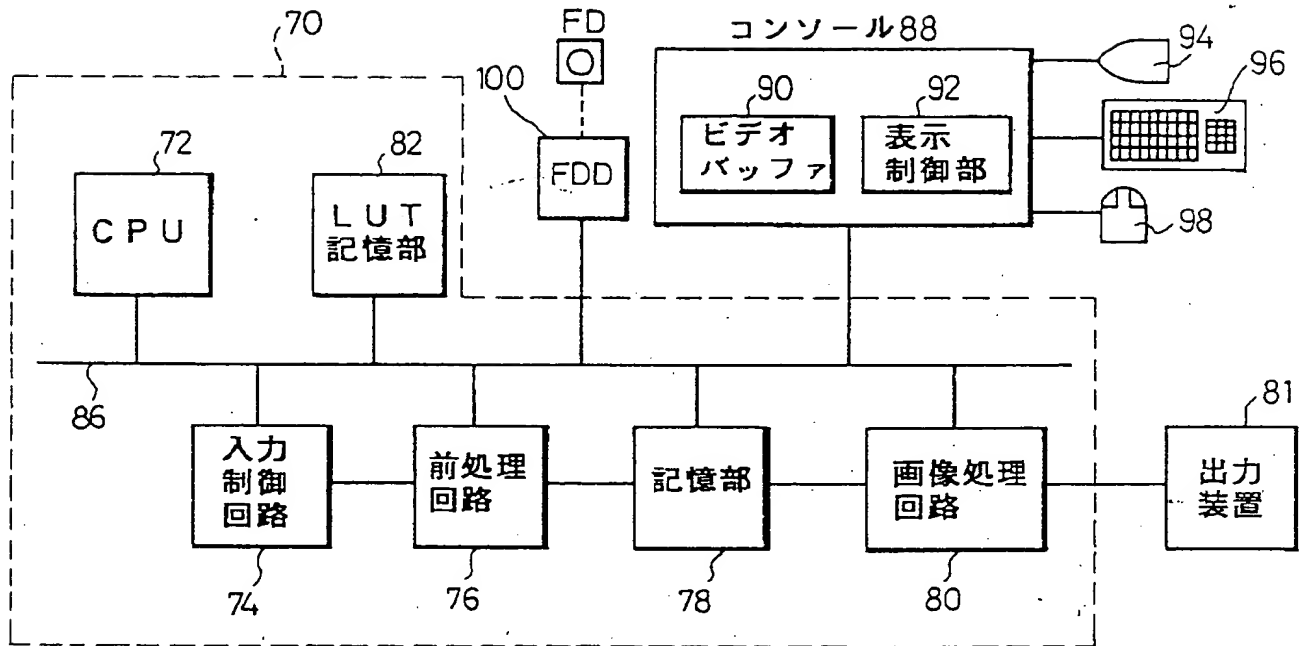 70
FD
100
FDD
コンソール88
90
ビデオ
バッファ
92
表示
制御部
94
96
98
72
CPU
82
LUT
記憶部
86
入力
制御
回路
74
前処理
回路
76
記憶部
78
画像処理
回路
80
81
出力
装置